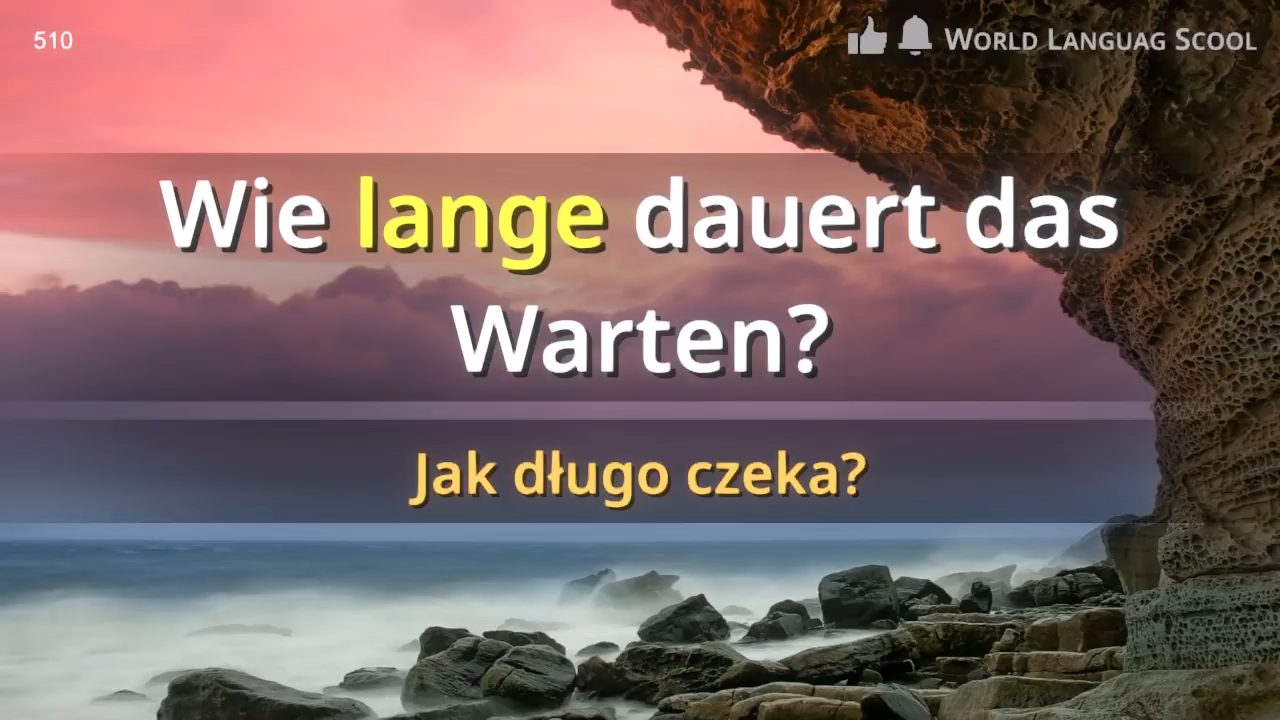 510
WORLD LANGUAG SCOOL
Wie lange dauert das
Warten?
Jak długo czeka?